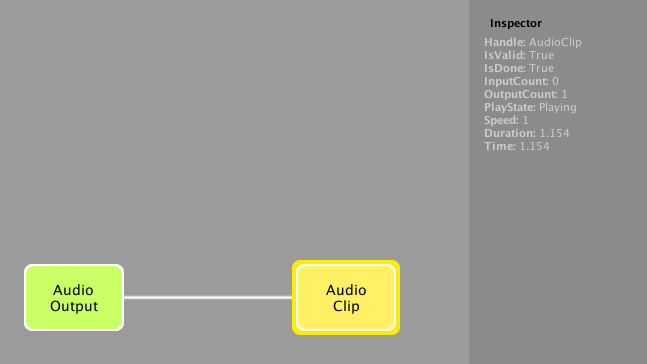 Inspector
Handle: AudioClip
IsValid: True
IsDone: True
InputCount: 0
OutputCount: 1
PlayState: Playing
Speed: 1
Duration: 1.154
Time: 1.154
Audio
Output
Audio
Clip